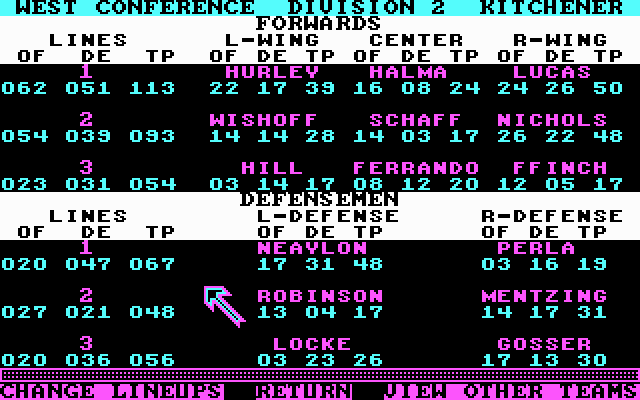 WEST CONFERENCE DIVISION 2 KITCHENER
FORWARDS
LINES L-WING CENTER R-WING
OF DE TP OF DE TP OF DE TP OF DE TP
1 HURLEY HALMA LUCAS
062 051 113 22 17 39 16 08 24 24 26 50
2 WISHOFF SCHAFF NICHOLS
054 039 093 14 14 28 14 03 17 26 22 48
3 HILL FERRANDO FFINCH
023 031 054 03 14 17 08 12 20 12 05 17
DEFENSEMEN
LINES L-DEFENSE R-DEFENSE
OF DE TP OF DE TP OF DE TP
1 NEAYLON PERLA
020 047 067 17 31 48 03 16 19
2 ROBINSON MENTZING
027 021 048 13 04 17 14 17 31
3 LOCKE GOSSER
020 036 056 03 23 26 17 13 30
CHANGE LINEUPS RETURN VIEW OTHER TEAMS